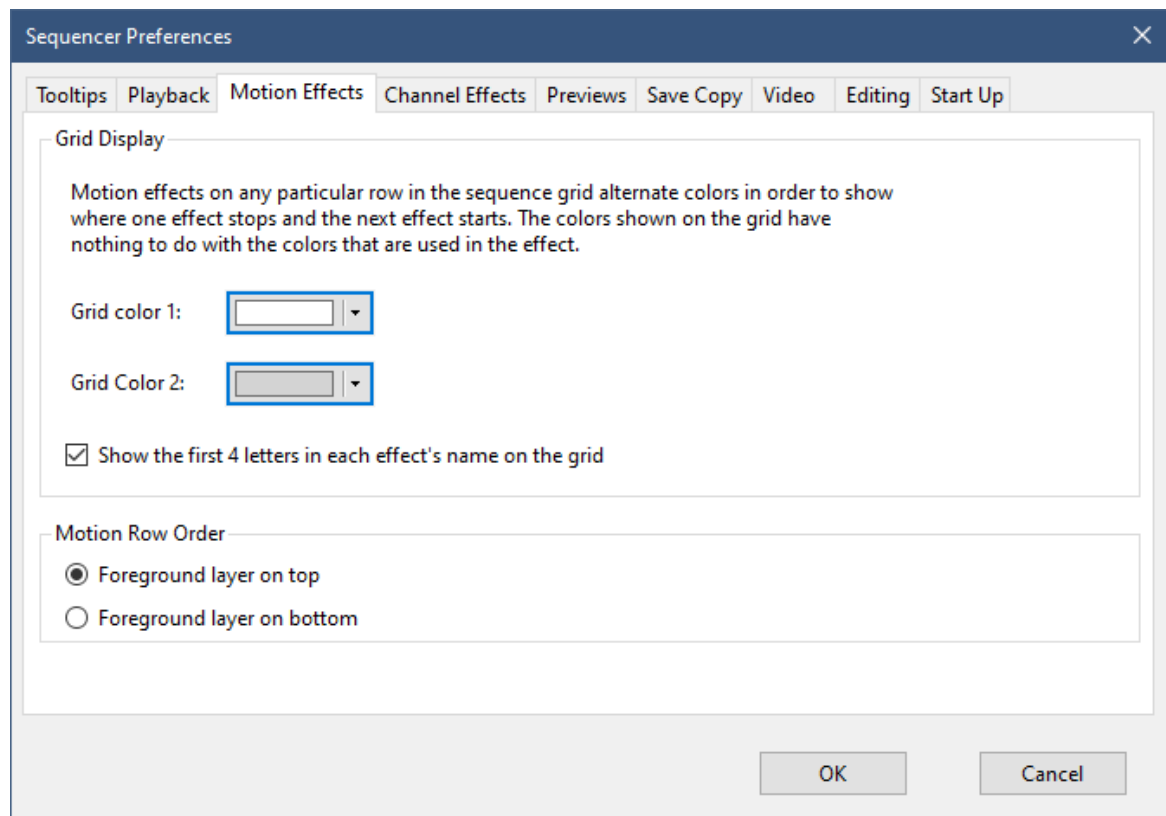 Sequencer Preferences
Tooltips Playback Motion Effects Channel Effects Previews Save Copy Video Editing Start Up
Grid Display
Motion effects on any particular row in the sequence grid alternate colors in order to show
where one effect stops and the next effect starts. The colors shown on the grid have
nothing to do with the colors that are used in the effect.
Grid color 1:
Grid Color 2:
Show the first 4 letters in each effect's name on the grid
Motion Row Order
Foreground layer on top
Foreground layer on bottom
OK Cancel